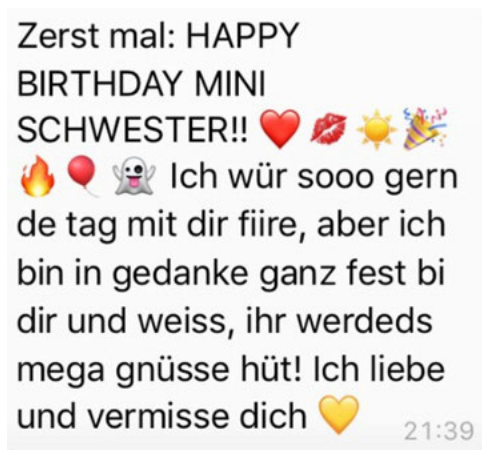 Zerst mal: HAPPY
BIRTHDAY MINI
SCHWESTER!! ❤️💋☀️🎉
🔥🎈👻 Ich wür sooo gern
de tag mit dir fiire, aber ich
bin in gedanke ganz fest bi
dir und weiss, ihr werdeds
mega gnüsse hüt! Ich liebe
und vermisse dich 💛
21:39